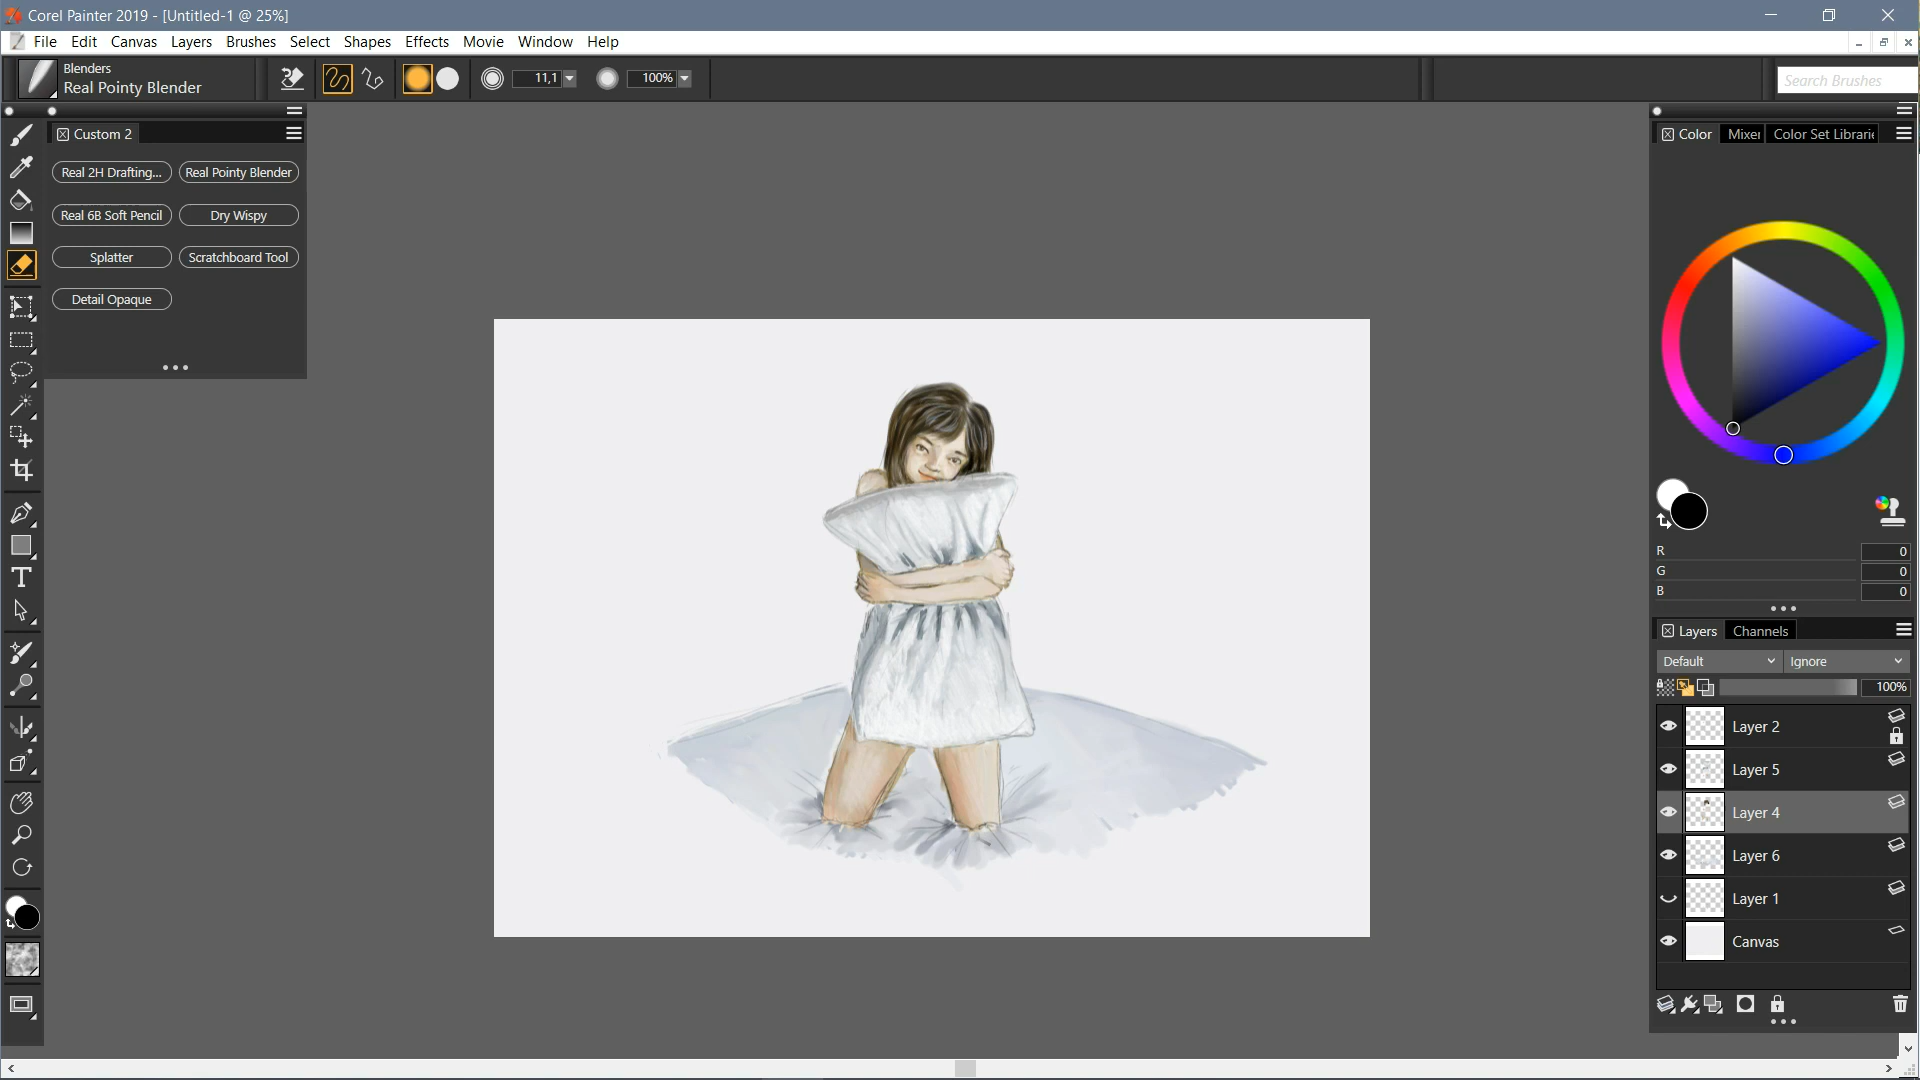 Corel Painter 2019 - [Untitled-1 @ 25%]
File Edit Canvas Layers Brushes Select Shapes Effects Movie Window Help
Blenders
Real Pointy Blender
11,1
100%
Search Brushes
Custom 2
Real 2H Drafting...
Real Pointy Blender
Real 6B Soft Pencil
Dry Wispy
Splatter
Scratchboard Tool
Detail Opaque
Color
Mixer
Color Set Librarie
R 0
G 0
B 0
Layers
Channels
Default
Ignore
100%
Layer 2
Layer 5
Layer 4
Layer 6
Layer 1
Canvas